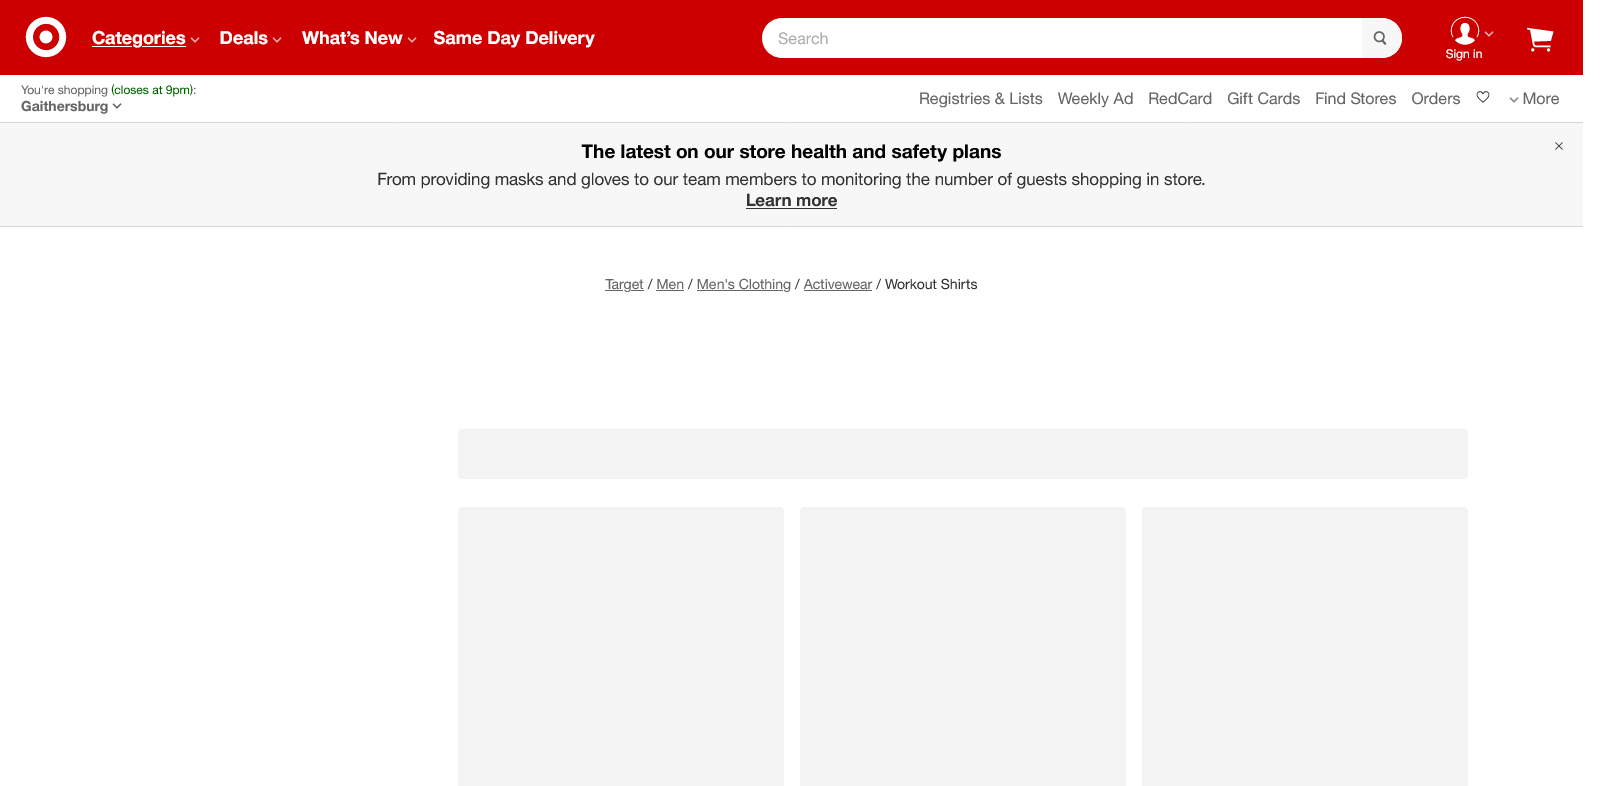 Categories Deals What's New Same Day Delivery Search Sign in
You're shopping (closes at 9pm):
Gaithersburg
Registries & Lists Weekly Ad RedCard Gift Cards Find Stores Orders More
The latest on our store health and safety plans
From providing masks and gloves to our team members to monitoring the number of guests shopping in store.
Learn more
Target / Men / Men's Clothing / Activewear / Workout Shirts